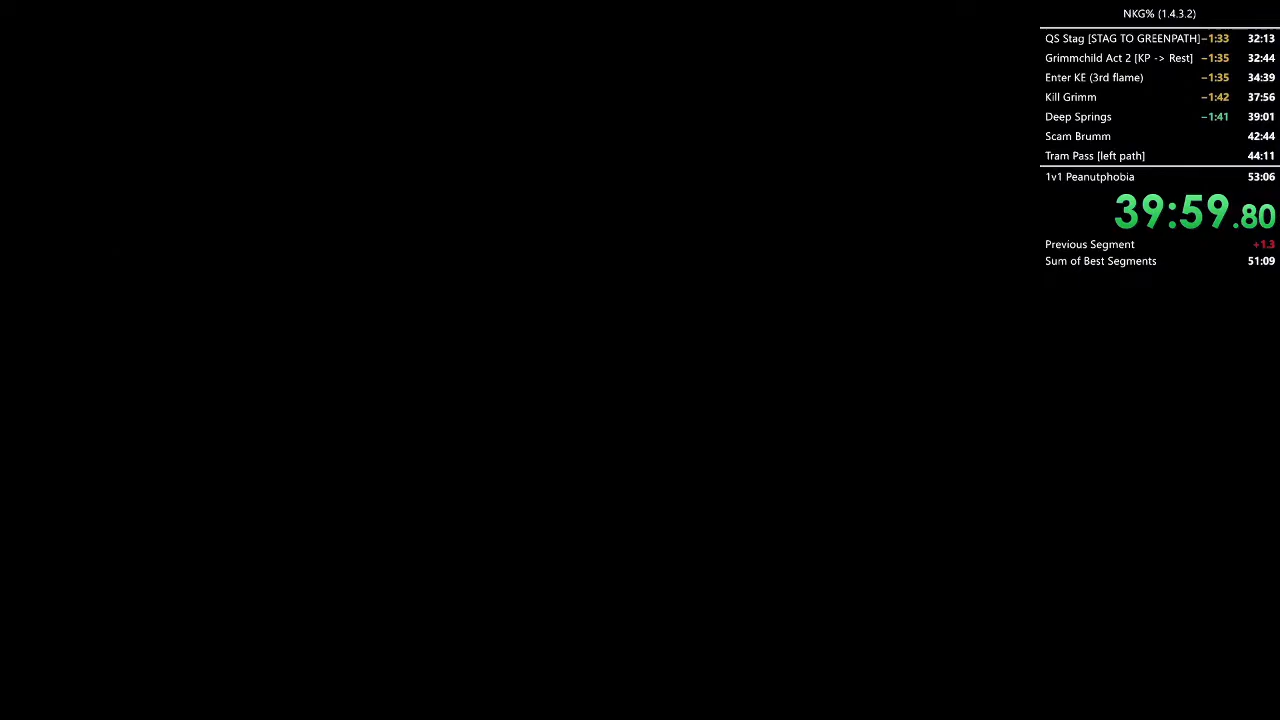 NKG% (1.4.3.2)
QS Stag [STAG TO GREENPATH] −1:33 32:13
Grimmchild Act 2 [KP -> Rest] −1:35 32:44
Enter KE (3rd flame) −1:35 34:39
Kill Grimm −1:42 37:56
Deep Springs −1:41 39:01
Scam Brumm 42:44
Tram Pass [left path] 44:11
1v1 Peanutphobia 53:06
39:59.80
Previous Segment +1.3
Sum of Best Segments 51:09